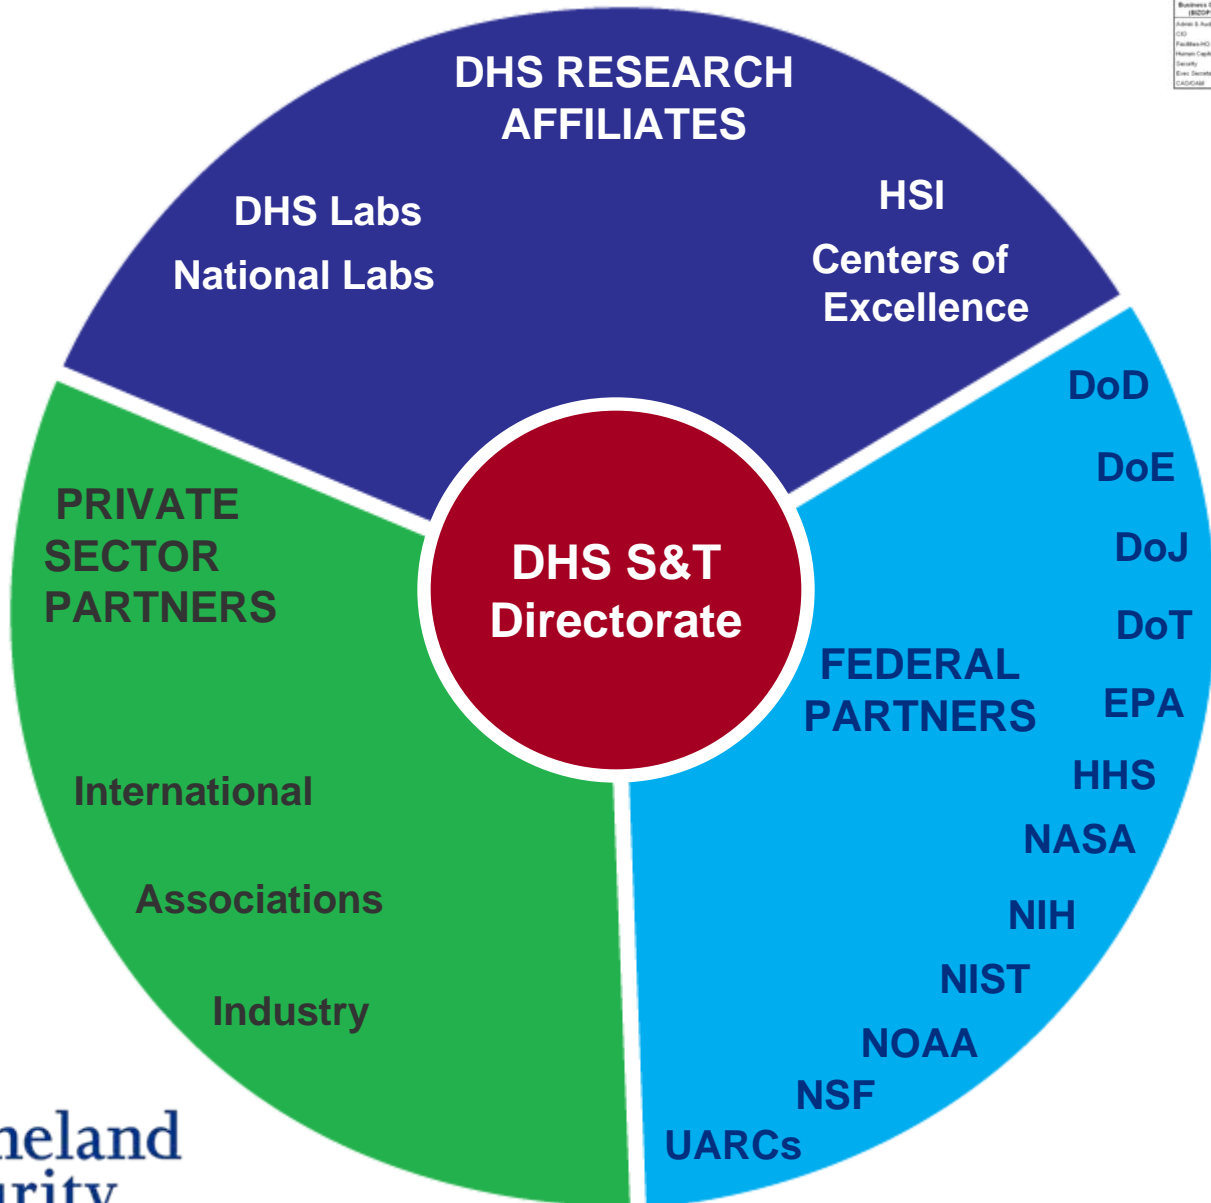 DHS RESEARCH
AFFILIATES
DHS Labs
National Labs
HSI
Centers of
Excellence
PRIVATE
SECTOR
PARTNERS
International
Associations
Industry
DHS S&T
Directorate
FEDERAL
PARTNERS
DoD
DoE
DoJ
DoT
EPA
HHS
NASA
NIH
NIST
NOAA
NSF
UARCs
neland
urity